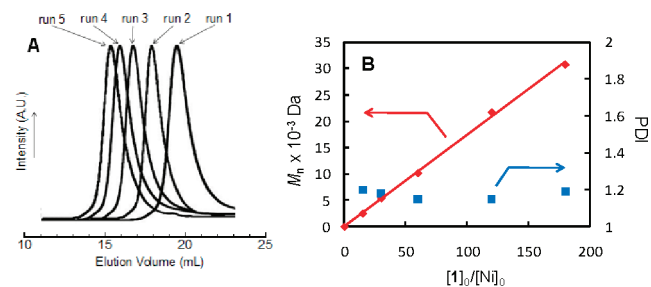 run 5 run 4 run 3 run 2 run 1
A
Intensity (A.U.)
10 15 20 25
Elution Volume (mL)
B
35
30
25
20
15
10
5
0
Mn x 10-3 Da
2
1.8
1.6
1.4
1.2
1
PDI
0 50 100 150 200
[1]0/[Ni]0